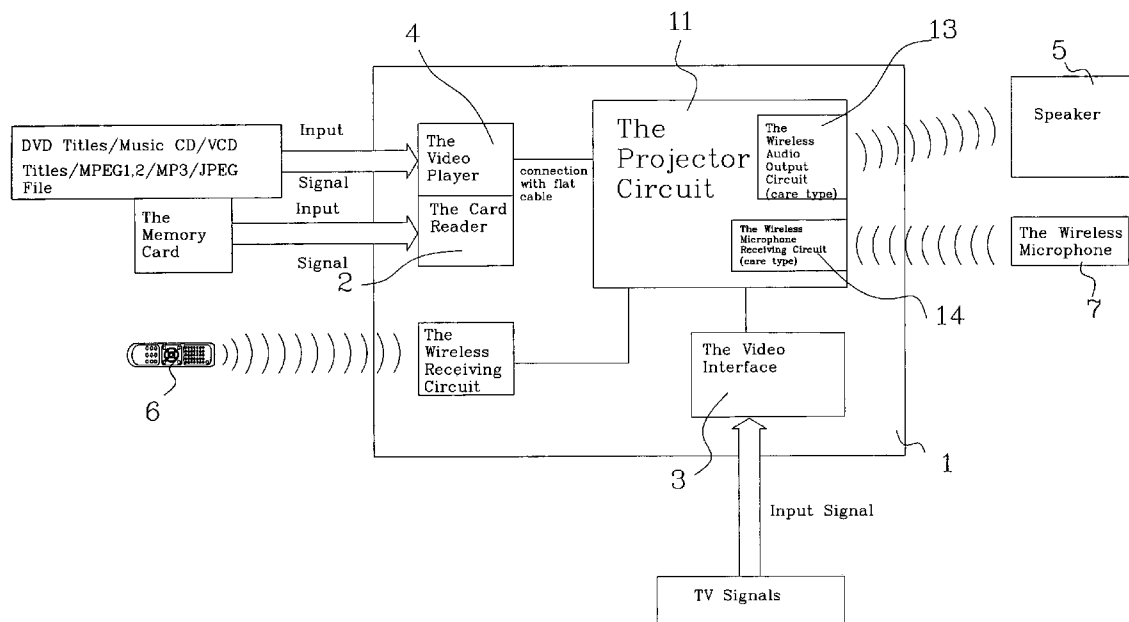 11
13
4
5
Speaker
DVD Titles/Music CD/VCD
Titles/MPEG1,2/MP3/JPEG
File
Input
Signal
The
Video
Player
connection
with flat
cable
The
Projector
Circuit
The
Wireless
Audio
Output
Circuit
(care type)
The
Memory
Card
Input
Signal
The Card
Reader
2
The Wireless
Microphone
Receiving Circuit
(care type)
The Wireless
Microphone
7
14
6
The
Wireless
Receiving
Circuit
The Video
Interface
3
1
Input Signal
TV Signals